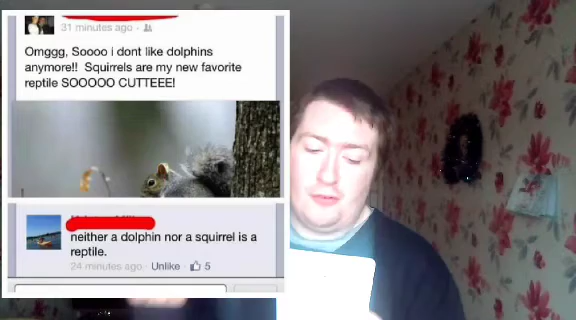 31 minutes ago ·
Omggg, Soooo i dont like dolphins
anymore!! Squirrels are my new favorite
reptile SOOOOO CUTTEEE!
neither a dolphin nor a squirrel is a
reptile.
24 minutes ago · Unlike · 5